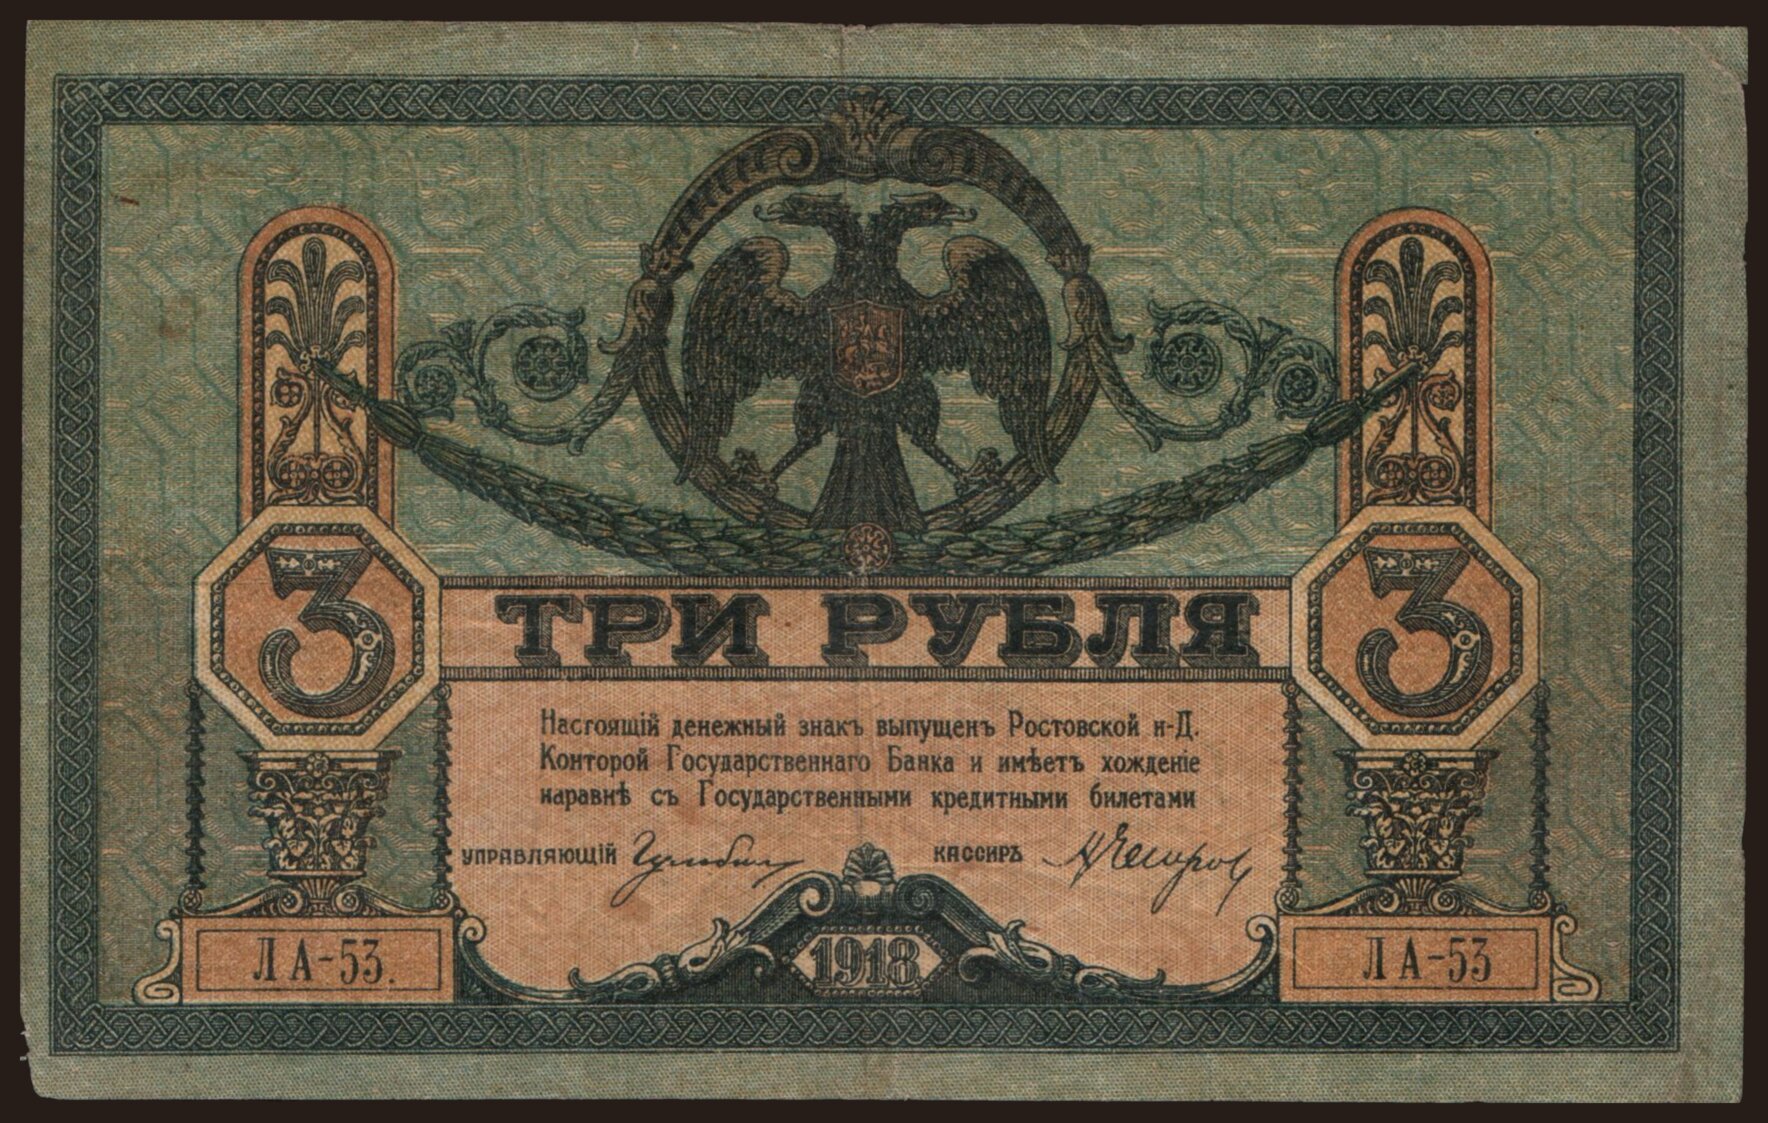 3
3
ТРИ РУБЛЯ
Настоящій денежный знакъ выпущенъ Ростовской н-Д.
Конторой Государственнаго Банка и имѣетъ хожденіе
наравнѣ съ Государственными кредитными билетами
УПРАВЛЯЮЩІЙ КАССИРЪ
1918
ЛА-53. ЛА-53